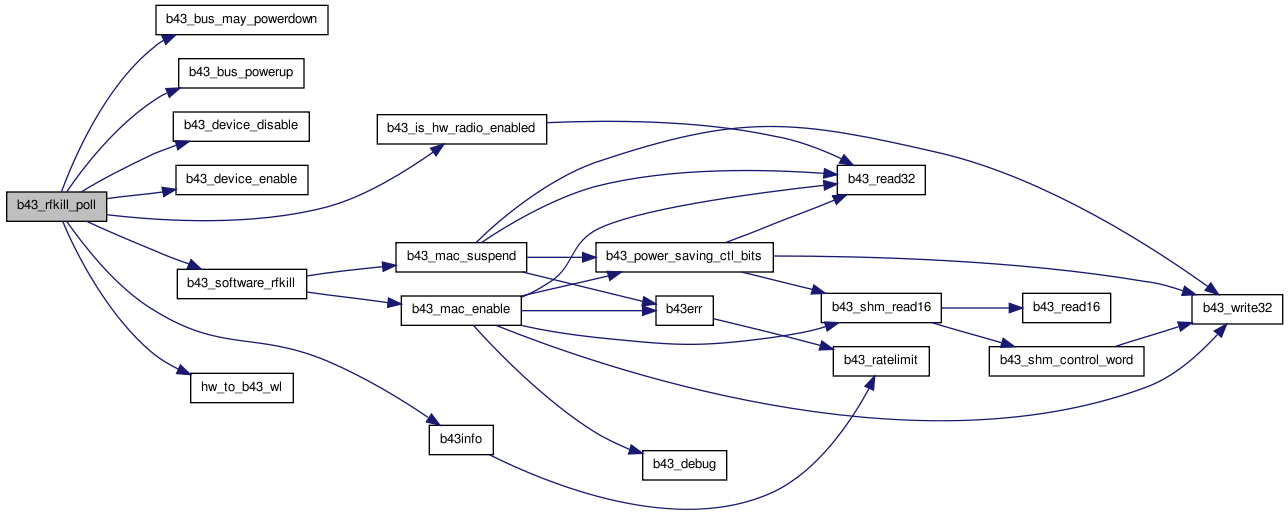 b43_bus_may_powerdown
b43_bus_powerup
b43_device_disable
b43_is_hw_radio_enabled
b43_device_enable
b43_read32
b43_rfkill_poll
b43_mac_suspend
b43_power_saving_ctl_bits
b43_software_rfkill
b43_mac_enable
b43err
b43_shm_read16
b43_read16
b43_write32
b43_ratelimit
b43_shm_control_word
hw_to_b43_wl
b43info
b43_debug